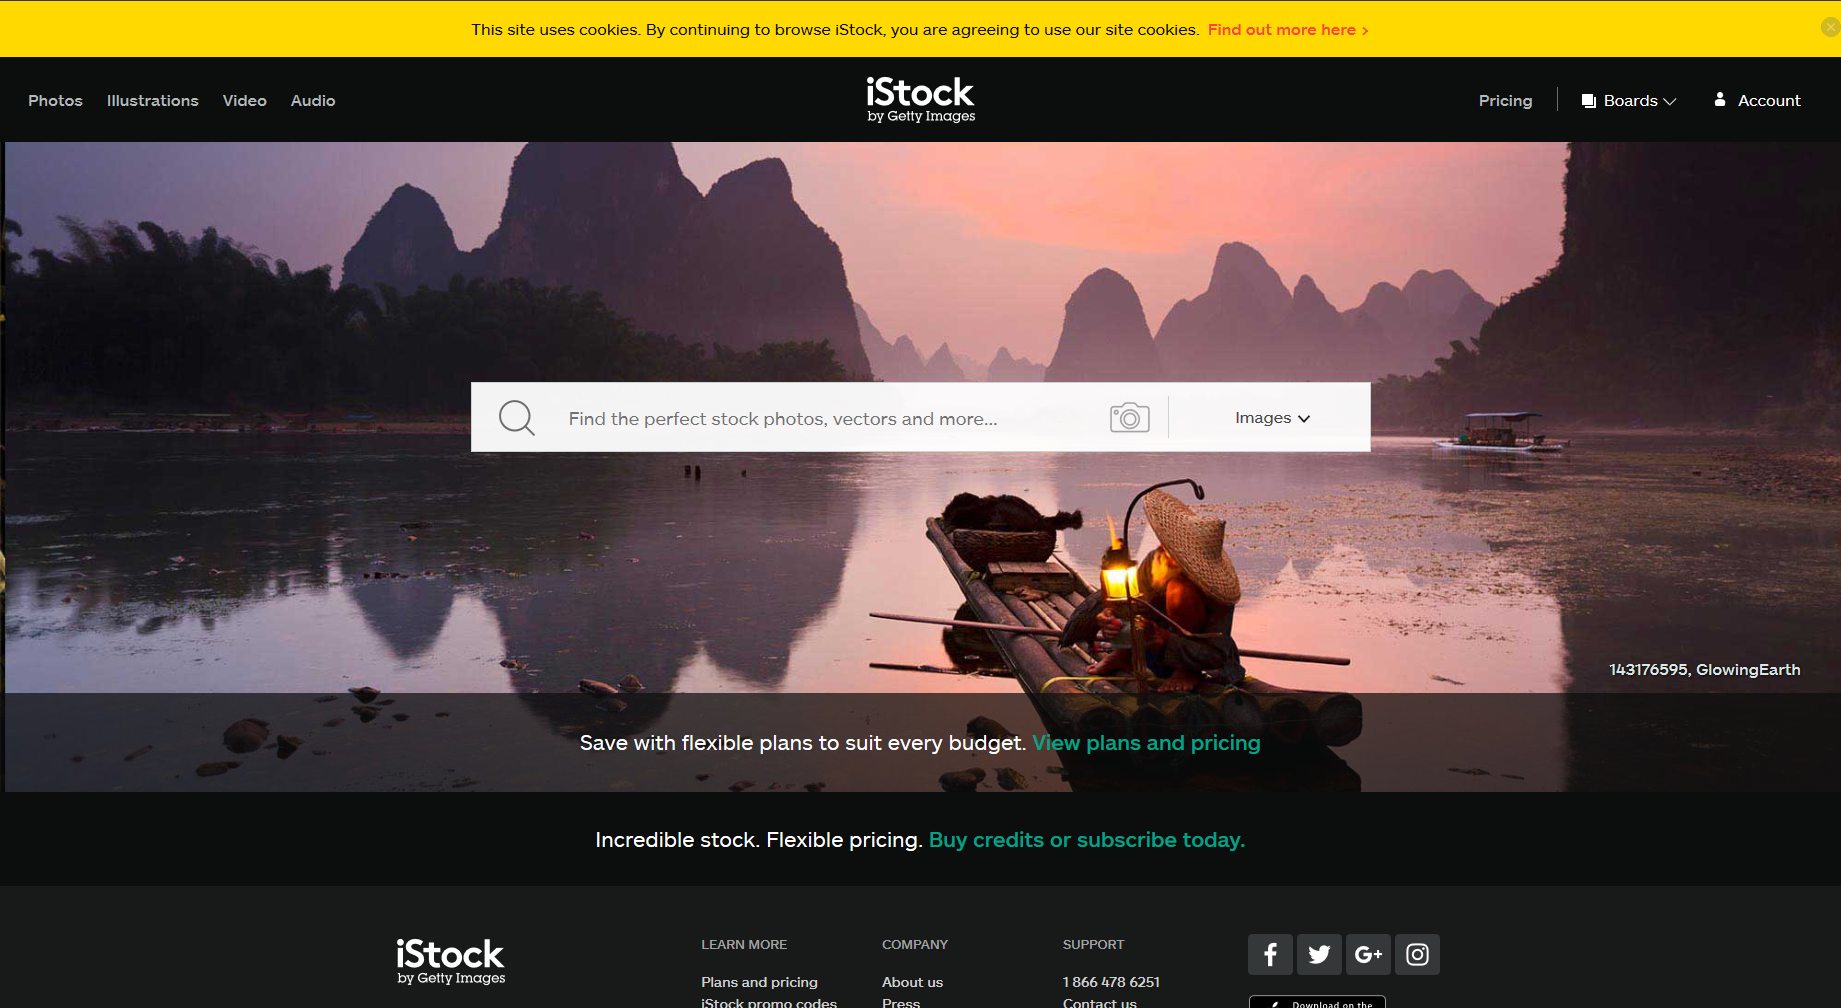 This site uses cookies. By continuing to browse iStock, you are agreeing to use our site cookies. Find out more here >
Photos Illustrations Video Audio
iStock
by Getty Images
Pricing Boards Account
Find the perfect stock photos, vectors and more...
Images
143176595, GlowingEarth
Save with flexible plans to suit every budget. View plans and pricing
Incredible stock. Flexible pricing. Buy credits or subscribe today.
iStock
by Getty Images
LEARN MORE
Plans and pricing
iStock promo codes
COMPANY
About us
Press
SUPPORT
1 866 478 6251
Contact us
Download on the